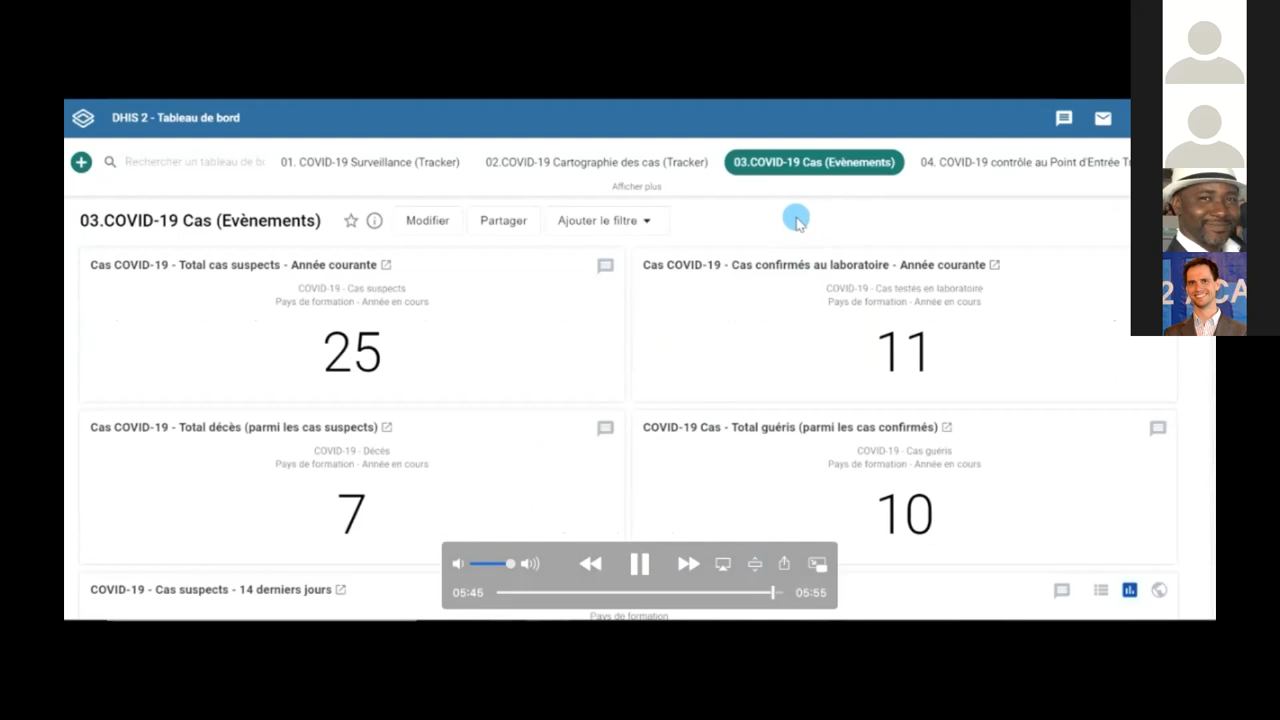 DHIS 2 - Tableau de bord
01. COVID-19 Surveillance (Tracker)
02.COVID-19 Cartographie des cas (Tracker)
03.COVID-19 Cas (Evènements)
04. COVID-19 contrôle au Point d'Entrée
Rechercher un tableau de
Afficher plus
03.COVID-19 Cas (Evènements)
Modifier
Partager
Ajouter le filtre
Cas COVID-19 - Total cas suspects - Année courante
COVID-19 - Cas suspects
Pays de formation - Année en cours
25
Cas COVID-19 - Cas confirmés au laboratoire - Année courante
COVID-19 - Cas testés en laboratoire
Pays de formation - Année en cours
11
Cas COVID-19 - Total décès (parmi les cas suspects)
COVID-19 - Décès
Pays de formation - Année en cours
7
COVID-19 Cas - Total guéris (parmi les cas confirmés)
COVID-19 - Cas guéris
Pays de formation - Année en cours
10
COVID-19 - Cas suspects - 14 derniers jours
Pays de formation
05:45
05:55
2 ACA